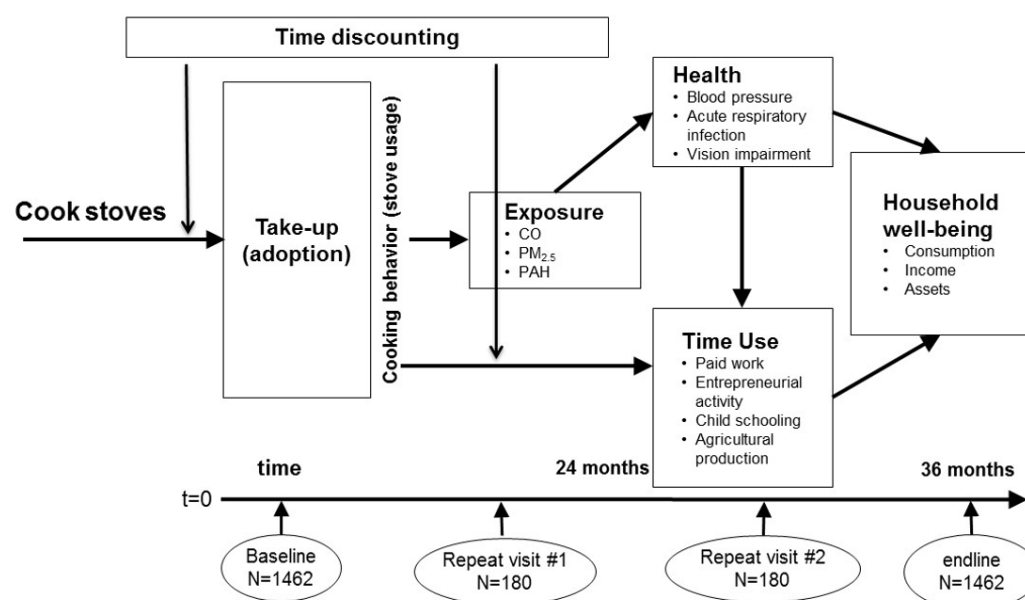 Time discounting
Cook stoves
Take-up
(adoption)
Cooking behavior (stove usage)
Exposure
• CO
• PM2.5
• PAH
Health
• Blood pressure
• Acute respiratory
infection
• Vision impairment
Time Use
• Paid work
• Entrepreneurial
activity
• Child schooling
• Agricultural
production
Household
well-being
• Consumption
• Income
• Assets
time
24 months
36 months
t=0
Baseline
N=1462
Repeat visit #1
N=180
Repeat visit #2
N=180
endline
N=1462